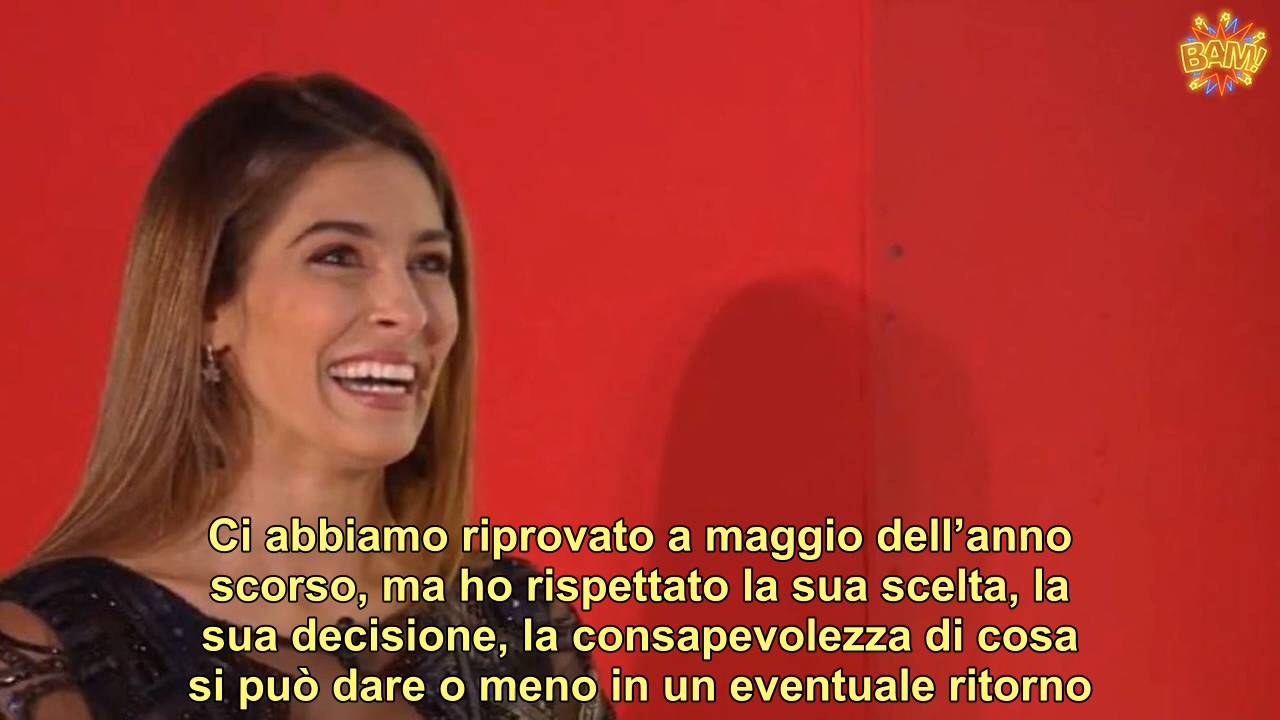 BAM!
Ci abbiamo riprovato a maggio dell’anno
scorso, ma ho rispettato la sua scelta, la
sua decisione, la consapevolezza di cosa
si può dare o meno in un eventuale ritorno